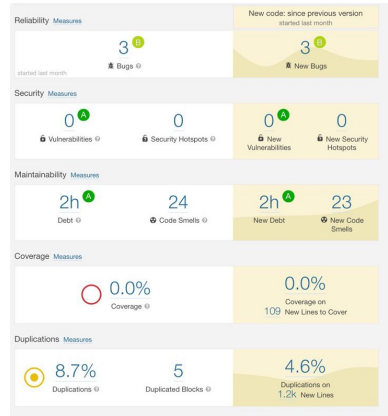 New code: since previous version
started last month
Reliability Measures
3 B
Bugs
started last month
3 B
New Bugs
Security Measures
0 A
Vulnerabilities
0
Security Hotspots
0 A
New
Vulnerabilities
0
New Security
Hotspots
Maintainability Measures
2h A
Debt
24
Code Smells
2h A
New Debt
23
New Code
Smells
Coverage Measures
0.0%
Coverage
0.0%
Coverage on
109 New Lines to Cover
Duplications Measures
8.7%
Duplications
5
Duplicated Blocks
4.6%
Duplications on
1.2k New Lines